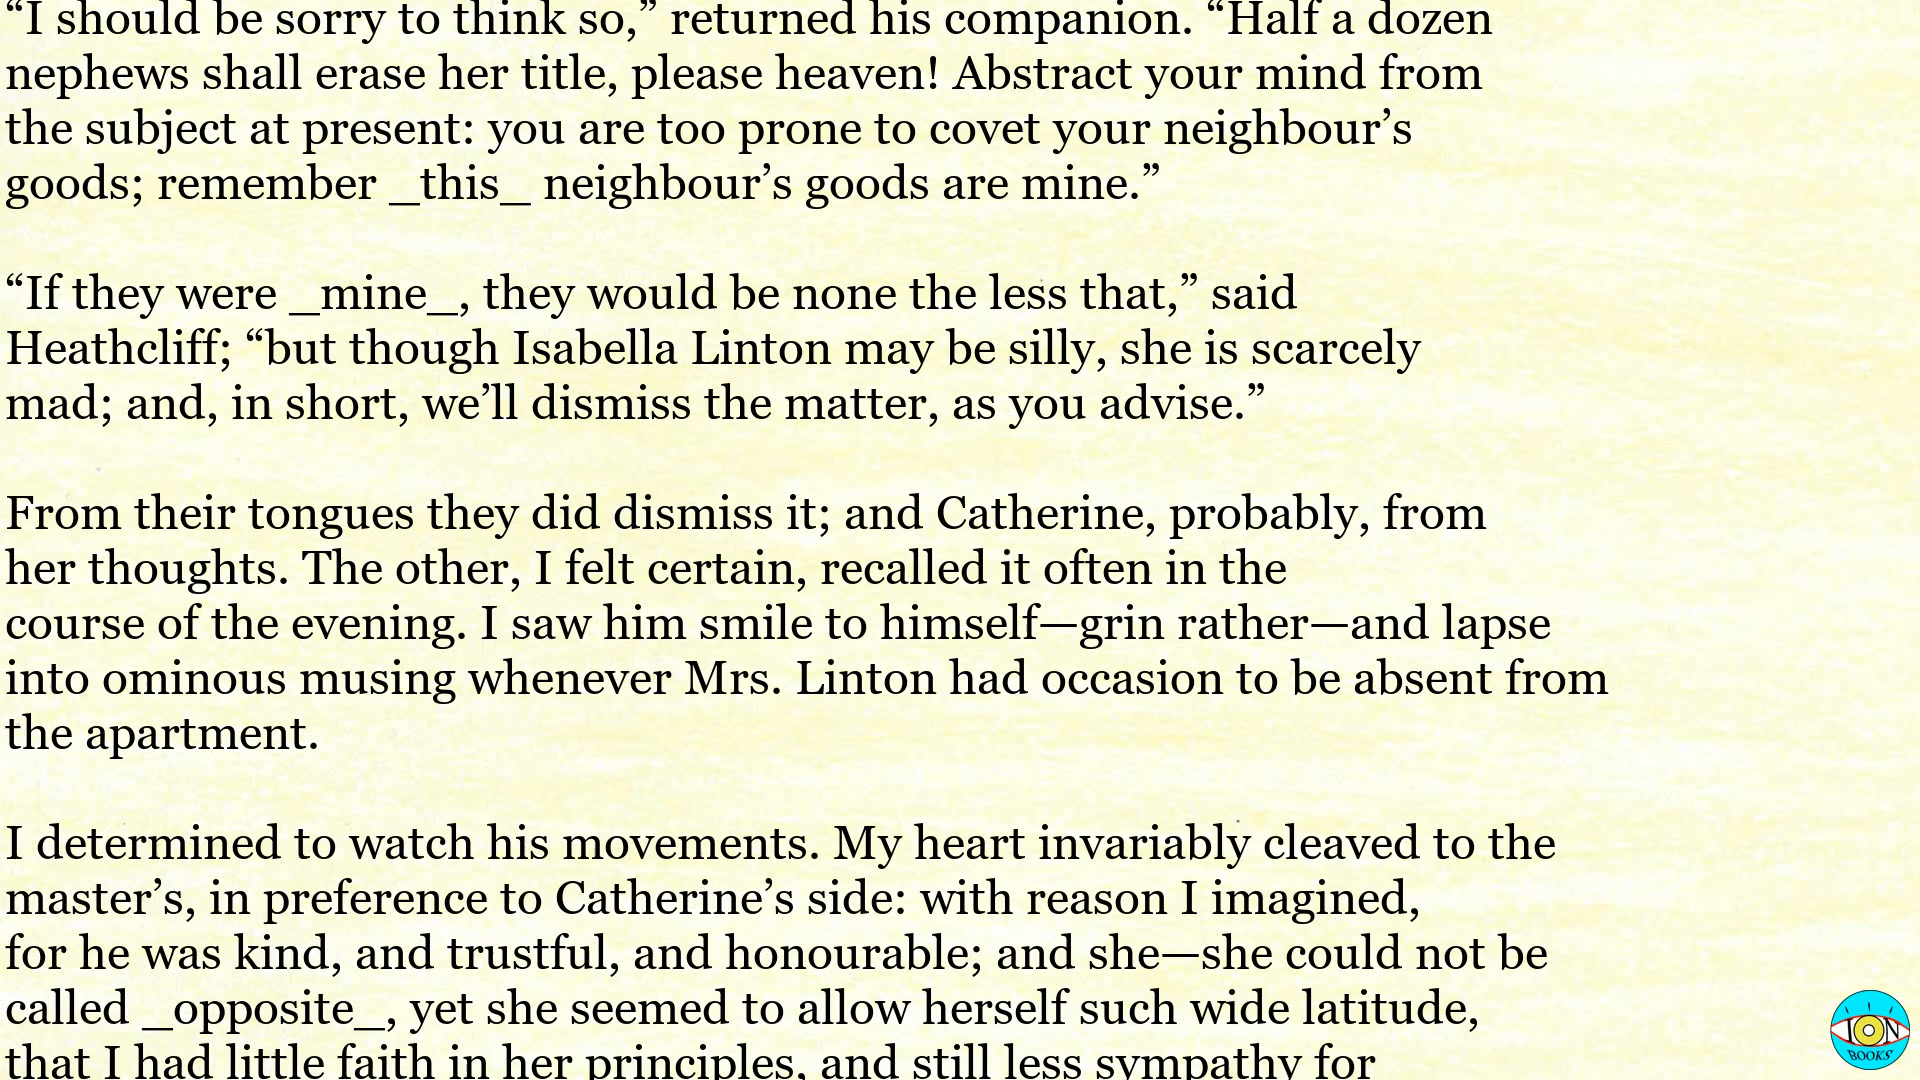 “I should be sorry to think so,” returned his companion. “Half a dozen
nephews shall erase her title, please heaven! Abstract your mind from
the subject at present: you are too prone to covet your neighbour’s
goods; remember _this_ neighbour’s goods are mine.”
“If they were _mine_, they would be none the less that,” said
Heathcliff; “but though Isabella Linton may be silly, she is scarcely
mad; and, in short, we’ll dismiss the matter, as you advise.”
From their tongues they did dismiss it; and Catherine, probably, from
her thoughts. The other, I felt certain, recalled it often in the
course of the evening. I saw him smile to himself—grin rather—and lapse
into ominous musing whenever Mrs. Linton had occasion to be absent from
the apartment.
I determined to watch his movements. My heart invariably cleaved to the
master’s, in preference to Catherine’s side: with reason I imagined,
for he was kind, and trustful, and honourable; and she—she could not be
called _opposite_, yet she seemed to allow herself such wide latitude,
that I had little faith in her principles, and still less sympathy for
ION
BOOKS